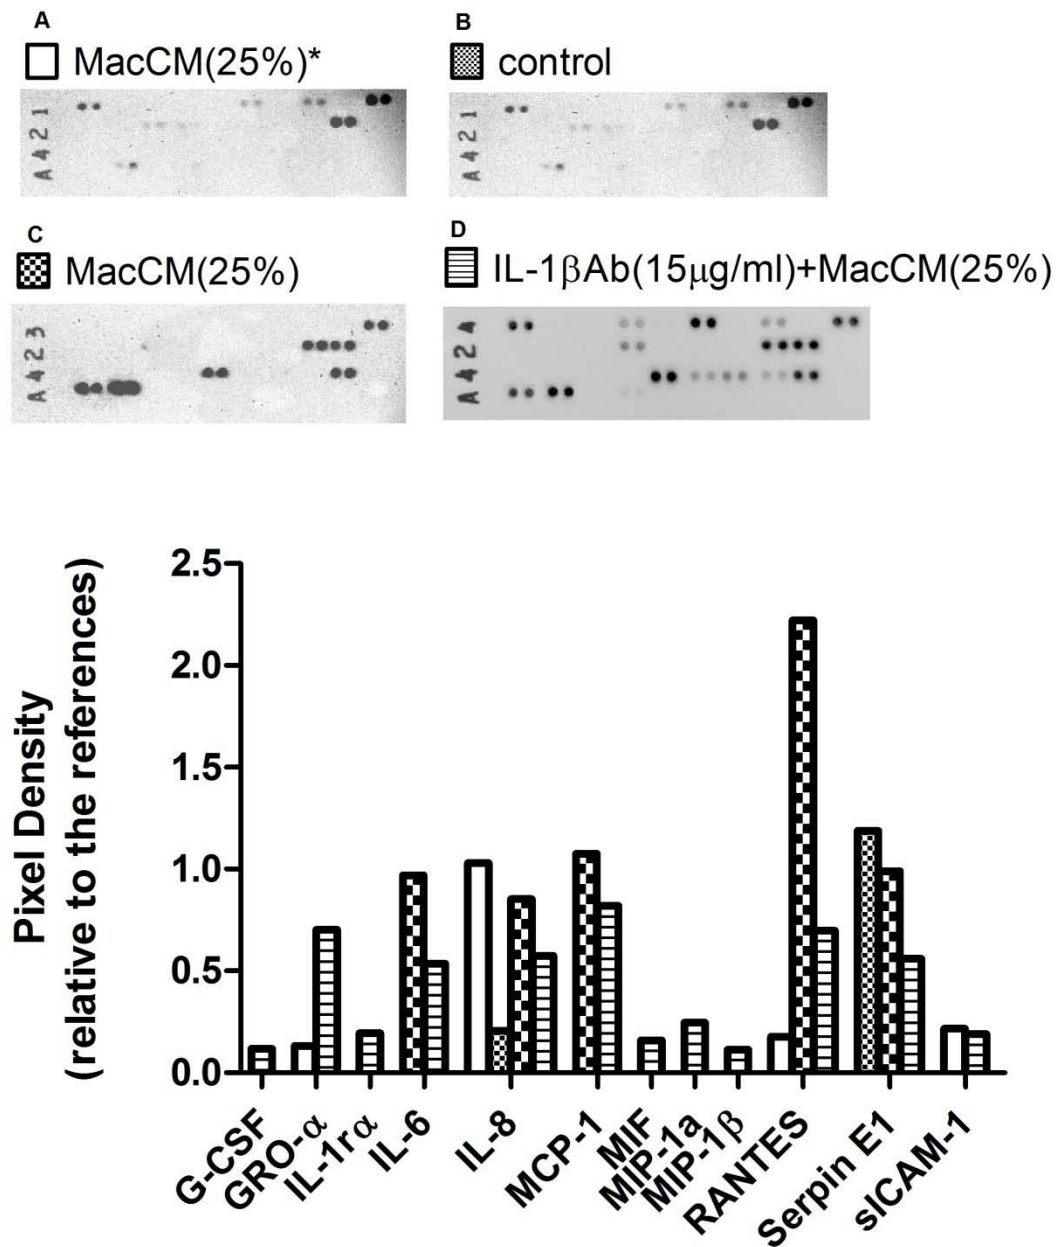 A
MacCM(25%)*
A 4 2 1
B
control
A 4 2 1
C
MacCM(25%)
A 4 2 3
D
IL-1βAb(15μg/ml)+MacCM(25%)
A 4 2 4
Pixel Density
(relative to the references)
2.5
2.0
1.5
1.0
0.5
0.0
G-CSF
GRO-α
IL-1rα
IL-6
IL-8
MCP-1
MIF
MIP-1a
MIP-1β
RANTES
Serpin E1
sICAM-1